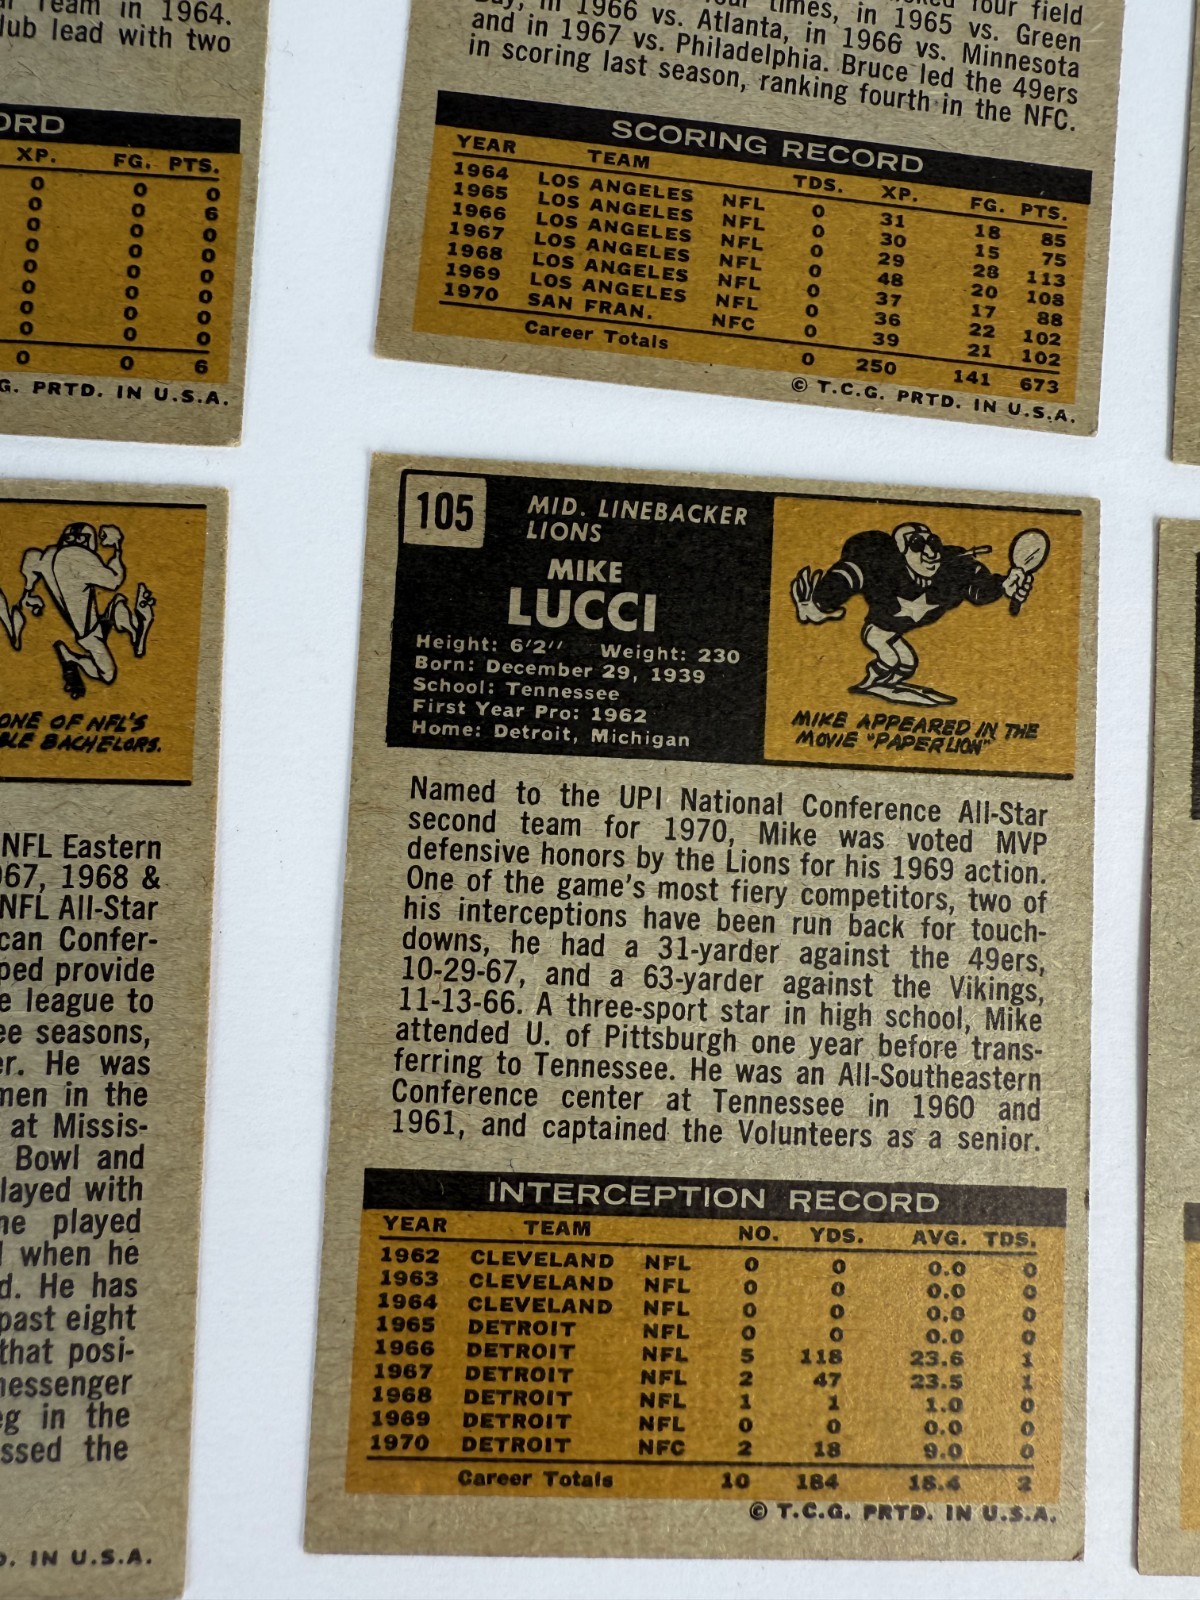 Team in 1964.
lub lead with two
ORD
XP. FG. PTS.
0 0 0
0 0 6
0 0 0
0 0 0
0 0 0
0 0 0
0 0 0
0 0 0
0 0 6
G. PRTD. IN U.S.A.
four field
times, in 1965 vs. Green
Bay, in 1966 vs. Atlanta, in 1966 vs. Minnesota
and in 1967 vs. Philadelphia. Bruce led the 49ers
in scoring last season, ranking fourth in the NFC.
SCORING RECORD
YEAR TEAM TDS. XP. FG. PTS.
1964 LOS ANGELES NFL 0 31 18 85
1965 LOS ANGELES NFL 0 30 15 75
1966 LOS ANGELES NFL 0 29 28 113
1967 LOS ANGELES NFL 0 48 20 108
1968 LOS ANGELES NFL 0 37 17 88
1969 LOS ANGELES NFL 0 36 22 102
1970 SAN FRAN. NFC 0 39 21 102
Career Totals 0 250 141 673
© T.C.G. PRTD. IN U.S.A.
ONE OF NFL'S
BLE BACHELORS.
NFL Eastern
67, 1968 &
NFL All-Star
can Confer-
ped provide
e league to
ee seasons,
er. He was
men in the
at Missis-
Bowl and
layed with
ne played
when he
d. He has
past eight
that posi-
messenger
eg in the
ssed the
. IN U.S.A.
105
MID. LINEBACKER
LIONS
MIKE
LUCCI
Height: 6'2" Weight: 230
Born: December 29, 1939
School: Tennessee
First Year Pro: 1962
Home: Detroit, Michigan
MIKE APPEARED IN THE
MOVIE "PAPER LION"
Named to the UPI National Conference All-Star
second team for 1970, Mike was voted MVP
defensive honors by the Lions for his 1969 action.
One of the game's most fiery competitors, two of
his interceptions have been run back for touch-
downs, he had a 31-yarder against the 49ers,
10-29-67, and a 63-yarder against the Vikings,
11-13-66. A three-sport star in high school, Mike
attended U. of Pittsburgh one year before trans-
ferring to Tennessee. He was an All-Southeastern
Conference center at Tennessee in 1960 and
1961, and captained the Volunteers as a senior.
INTERCEPTION RECORD
YEAR TEAM NO. YDS. AVG. TDS.
1962 CLEVELAND NFL 0 0 0.0 0
1963 CLEVELAND NFL 0 0 0.0 0
1964 CLEVELAND NFL 0 0 0.0 0
1965 DETROIT NFL 0 0 0.0 0
1966 DETROIT NFL 5 118 23.6 1
1967 DETROIT NFL 2 47 23.5 1
1968 DETROIT NFL 1 1 1.0 0
1969 DETROIT NFL 0 0 0.0 0
1970 DETROIT NFC 2 18 9.0 0
Career Totals 10 184 18.4 2
© T.C.G. PRTD. IN U.S.A.